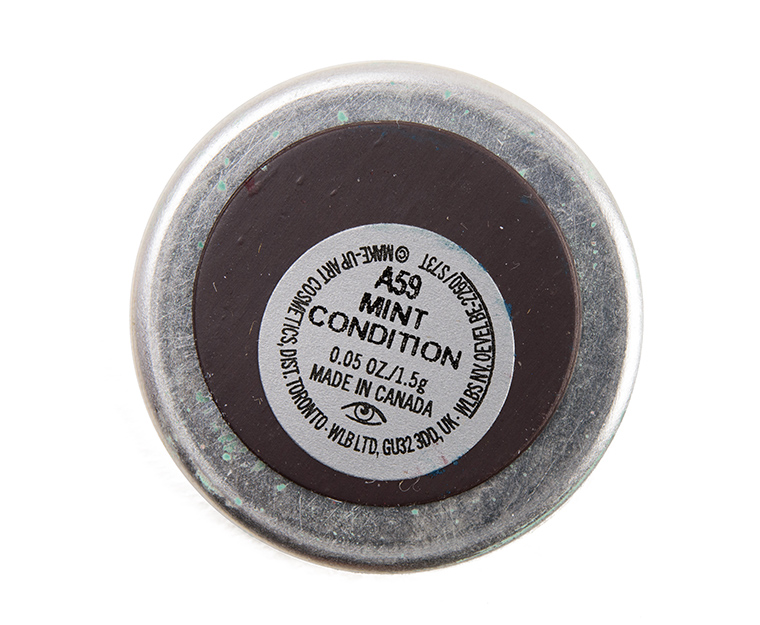 A59
MINT
CONDITION
0.05 OZ./1.5g
MADE IN CANADA
© MAKE-UP ART COSMETICS, DIST. TORONTO · WLB LTD, GU32 3DD, UK · WLBS NV, OEVEL.BE:2260/S73T